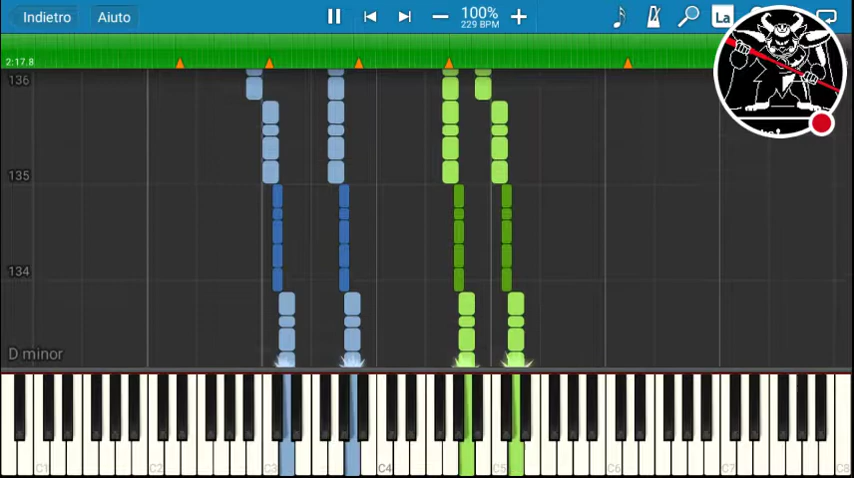 Indietro Aiuto 100% La
229 BPM
2:17.8
136
135
134
D minor
C1 C2 C3 C4 C5 C6 C7 C8